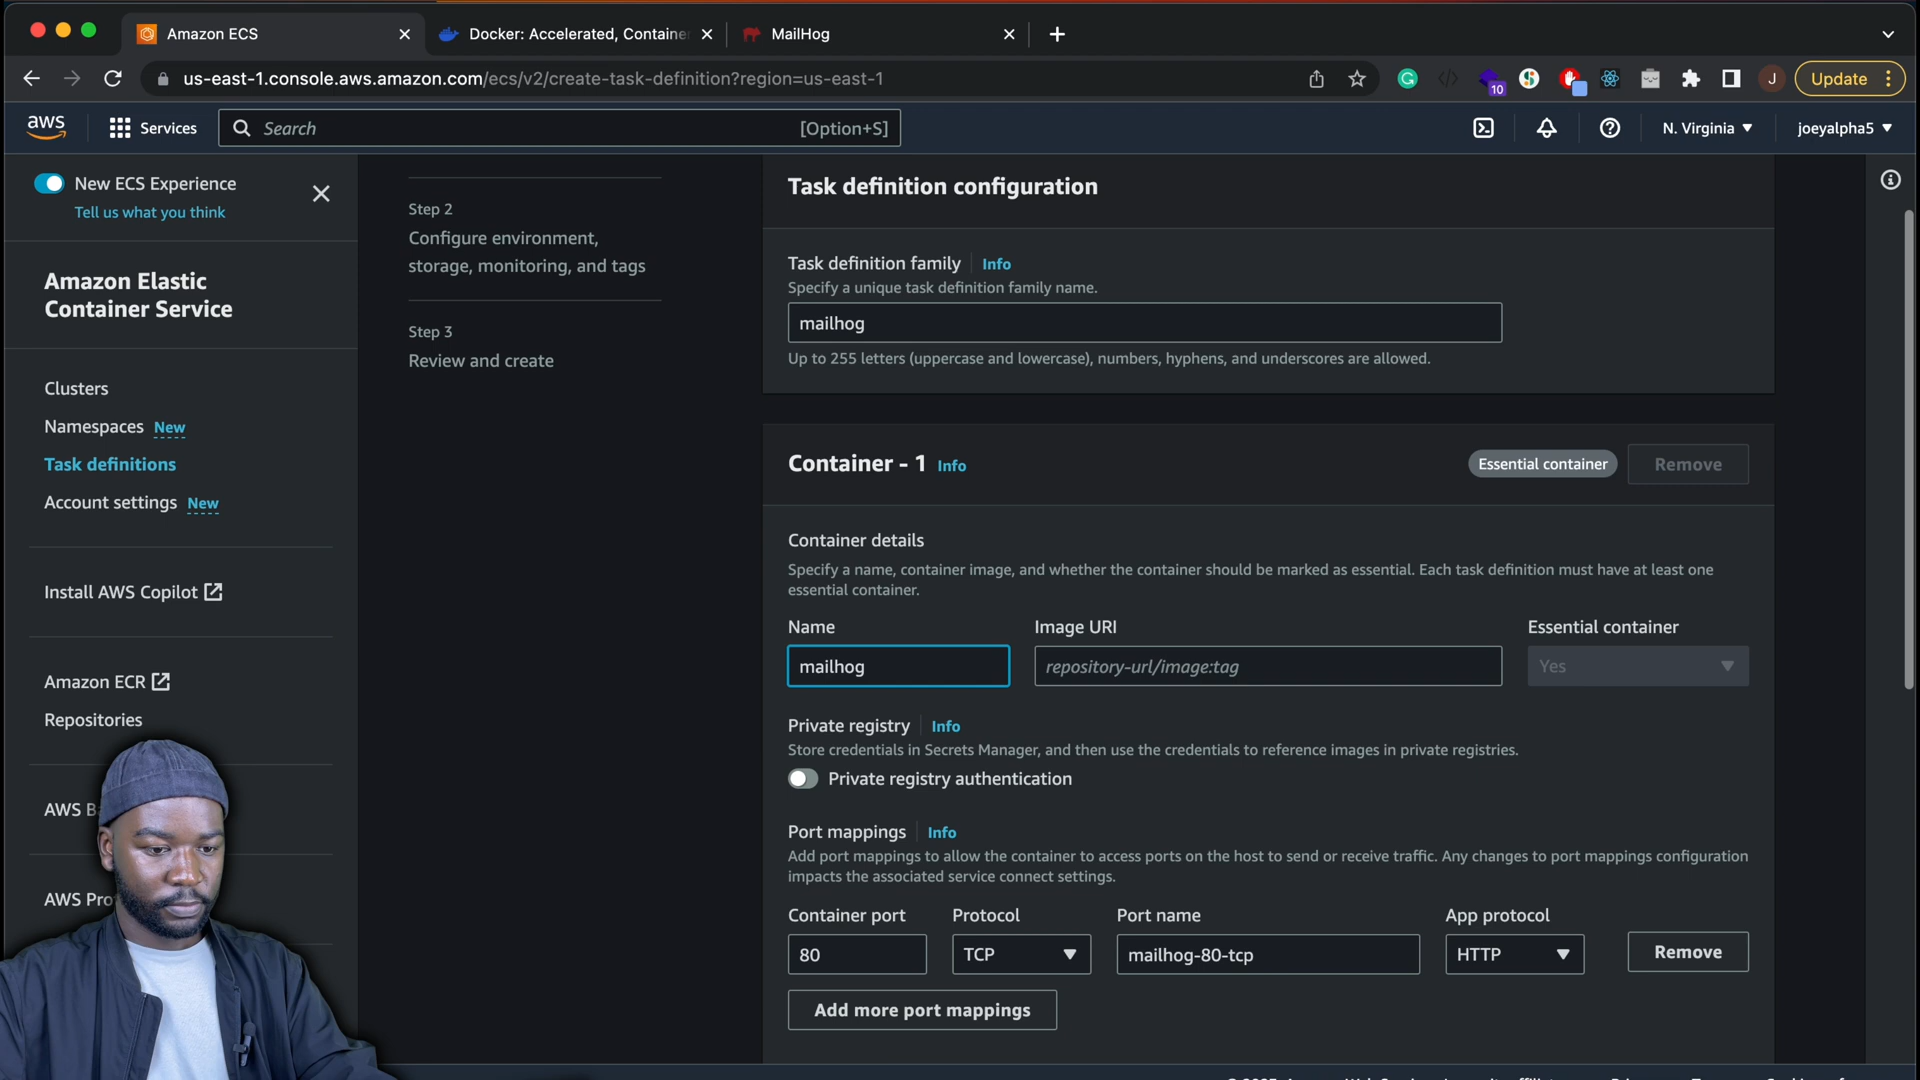 Amazon ECS
Docker: Accelerated, Containe
MailHog
us-east-1.console.aws.amazon.com/ecs/v2/create-task-definition?region=us-east-1
10
J
Update
aws
Services
Search
[Option+S]
N. Virginia
joeyalpha5
New ECS Experience
Tell us what you think
Amazon Elastic
Container Service
Clusters
Namespaces New
Task definitions
Account settings New
Install AWS Copilot
Amazon ECR
Repositories
AWS Ba
AWS Pro
Step 2
Configure environment,
storage, monitoring, and tags
Step 3
Review and create
Task definition configuration
Task definition family Info
Specify a unique task definition family name.
mailhog
Up to 255 letters (uppercase and lowercase), numbers, hyphens, and underscores are allowed.
Container - 1 Info
Essential container
Remove
Container details
Specify a name, container image, and whether the container should be marked as essential. Each task definition must have at least one
essential container.
Name Image URI Essential container
mailhog repository-url/image:tag Yes
Private registry Info
Store credentials in Secrets Manager, and then use the credentials to reference images in private registries.
Private registry authentication
Port mappings Info
Add port mappings to allow the container to access ports on the host to send or receive traffic. Any changes to port mappings configuration
impacts the associated service connect settings.
Container port Protocol Port name App protocol
80 TCP mailhog-80-tcp HTTP Remove
Add more port mappings